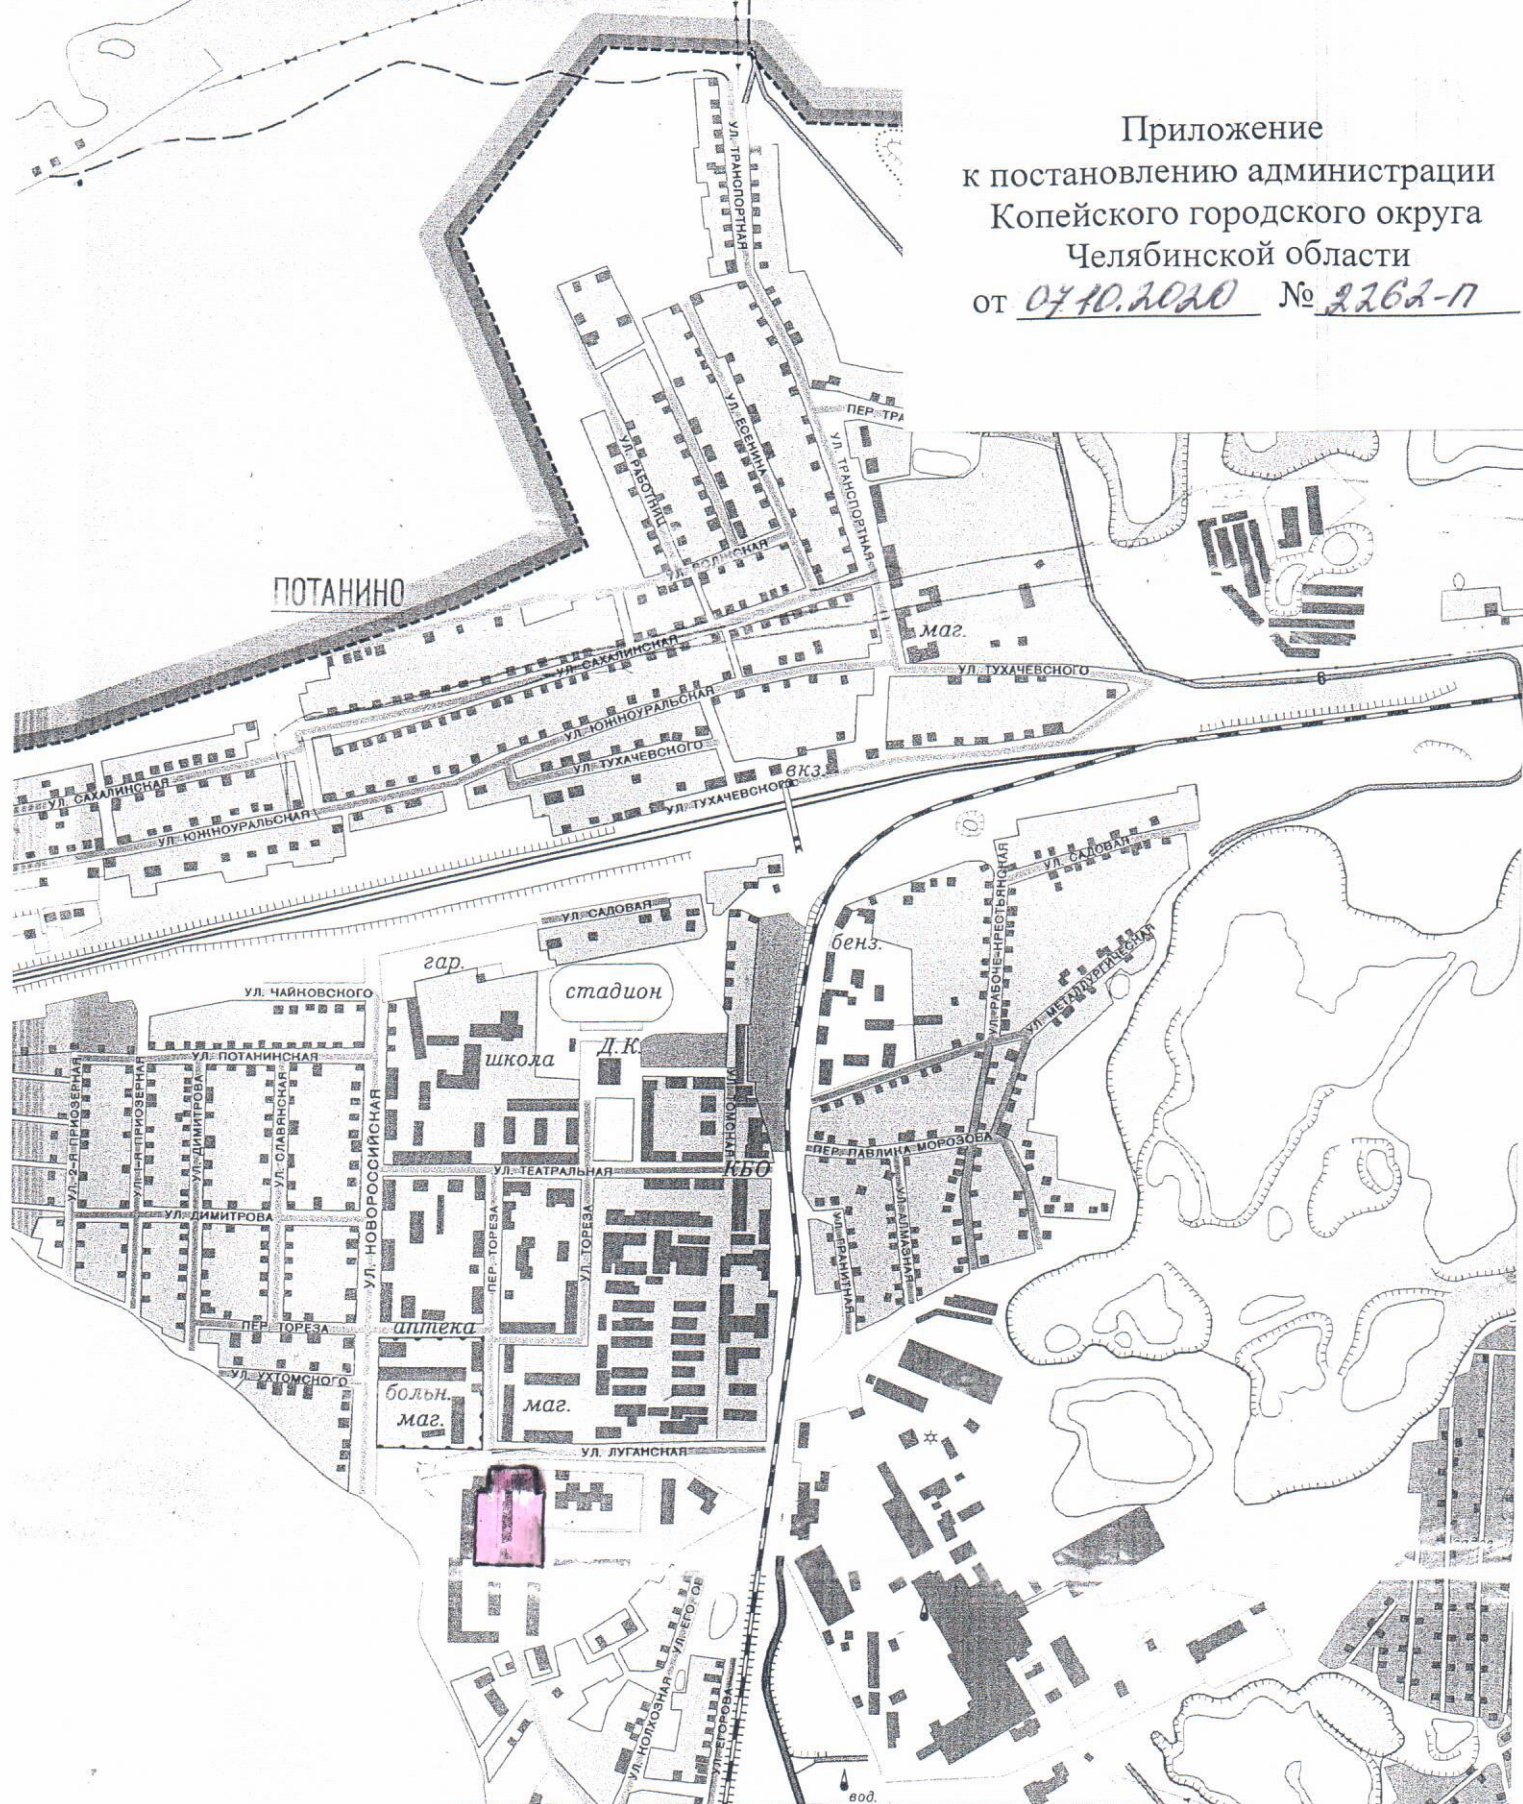 Приложение
к постановлению администрации
Копейского городского округа
Челябинской области
от 07.10.2020 № 2262-п
УЛ. ТРАНСПОРТНАЯ
ПЕР. ТРА
УЛ. ЕСЕНИНА
УЛ. РАБОТНИЦ
УЛ. ТРАНСПОРТНАЯ
УЛ. ВОЛЖСКАЯ
ПОТАНИНО
маг.
УЛ. САХАЛИНСКАЯ
УЛ. ТУХАЧЕВСКОГО
6
УЛ. ЮЖНОУРАЛЬСКАЯ
УЛ. ТУХАЧЕВСКОГО
вкз.
УЛ. САХАЛИНСКАЯ
УЛ. ТУХАЧЕВСКОГО
УЛ. ЮЖНОУРАЛЬСКАЯ
УЛ. САДОВАЯ
УЛ. РАБОЧЕ-КРЕСТЬЯНСКАЯ
УЛ. САДОВАЯ
бенз.
УЛ. МЕТАЛЛУРГИЧЕСКАЯ
гар.
стадион
УЛ. ЧАЙКОВСКОГО
Д.К.
школа
УЛ. ПОТАНИНСКАЯ
УЛ. 2-Я ПРИОЗЕРНАЯ
УЛ. 1-Я ПРИОЗЕРНАЯ
УЛ. ДИМИТРОВА
УЛ. СЛАВЯНСКАЯ
УЛ. НОВОРОССИЙСКАЯ
УЛ. ТОМСКАЯ
ПЕР. ПАВЛИКА МОРОЗОВА
УЛ. ТЕАТРАЛЬНАЯ
КБО
УЛ. ДИМИТРОВА
ПЕР. ТОРЕЗА
УЛ. ТОРЕЗА
УЛ. ГРАНИТНАЯ
УЛ. АЛМАЗНАЯ
ПЕР. ТОРЕЗА
аптека
УЛ. УХТОМСКОГО
больн.
маг.
маг.
УЛ. ЛУГАНСКАЯ
УЛ. КОЛХОЗНАЯ
УЛ. ЕГОРОВА
вод.